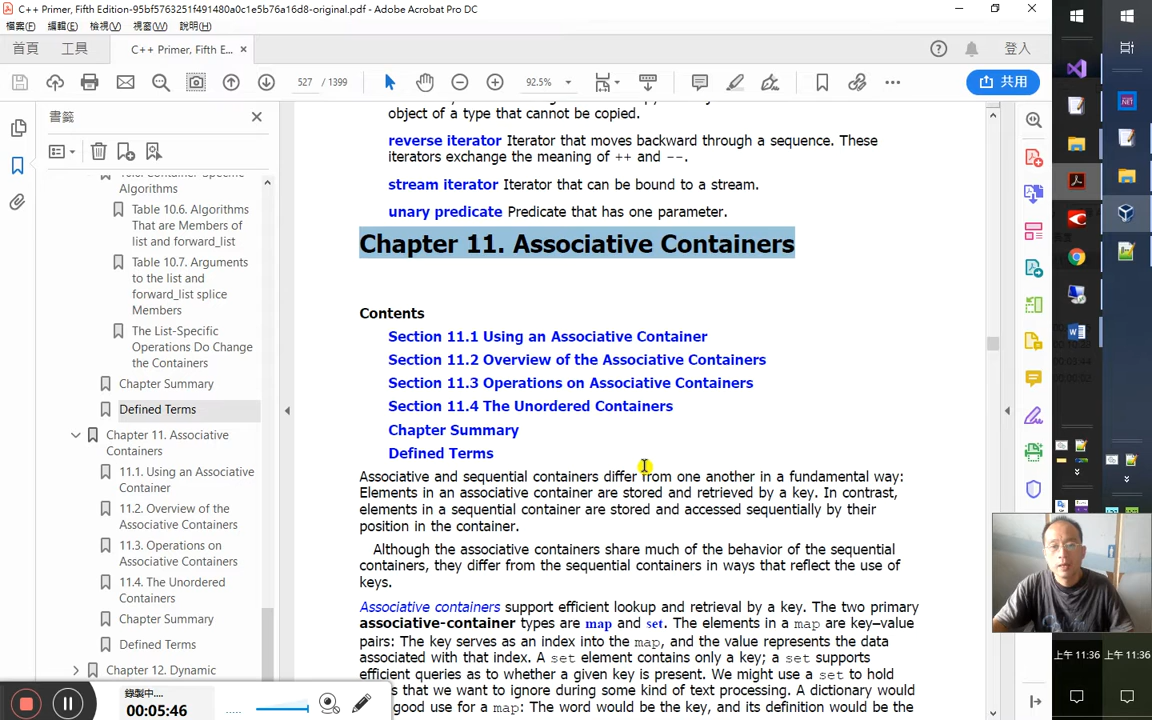 C++ Primer, Fifth Edition-95bf5763251f491480a0c1e5b76a16d8-original.pdf - Adobe Acrobat Pro DC
檔案(F) 編輯(E) 檢視(V) 視窗(W) 說明(H)
首頁 工具 C++ Primer, Fifth E... × 登入
527 / 1399 92.5% 共用
書籤
Algorithms
Table 10.6. Algorithms
That are Members of
list and forward_list
Table 10.7. Arguments
to the list and
forward_list splice
Members
The List-Specific
Operations Do Change
the Containers
Chapter Summary
Defined Terms
Chapter 11. Associative
Containers
11.1. Using an Associative
Container
11.2. Overview of the
Associative Containers
11.3. Operations on
Associative Containers
11.4. The Unordered
Containers
Chapter Summary
Defined Terms
Chapter 12. Dynamic
object of a type that cannot be copied.
reverse iterator Iterator that moves backward through a sequence. These
iterators exchange the meaning of ++ and --.
stream iterator Iterator that can be bound to a stream.
unary predicate Predicate that has one parameter.
Chapter 11. Associative Containers
Contents
Section 11.1 Using an Associative Container
Section 11.2 Overview of the Associative Containers
Section 11.3 Operations on Associative Containers
Section 11.4 The Unordered Containers
Chapter Summary
Defined Terms
Associative and sequential containers differ from one another in a fundamental way:
Elements in an associative container are stored and retrieved by a key. In contrast,
elements in a sequential container are stored and accessed sequentially by their
position in the container.
Although the associative containers share much of the behavior of the sequential
containers, they differ from the sequential containers in ways that reflect the use of
keys.
Associative containers support efficient lookup and retrieval by a key. The two primary
associative-container types are map and set. The elements in a map are key–value
pairs: The key serves as an index into the map, and the value represents the data
associated with that index. A set element contains only a key; a set supports
efficient queries as to whether a given key is present. We might use a set to hold
that we want to ignore during some kind of text processing. A dictionary would
good use for a map: The word would be the key, and its definition would be the
錄製中....
00:05:46
上午 11:36 上午 11:36